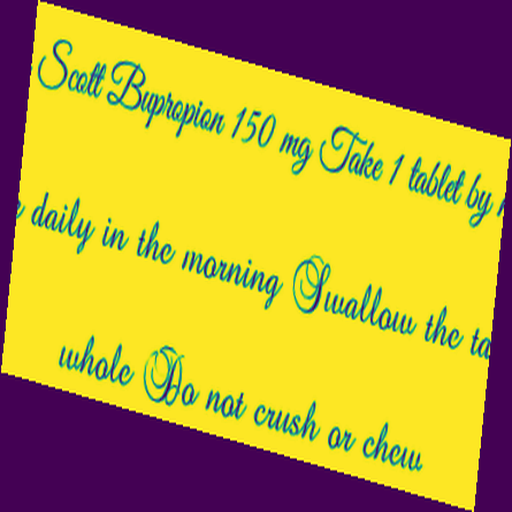 Scott Bupropion 150 mg Take 1 tablet by
daily in the morning Swallow the
whole Do not crush or chew